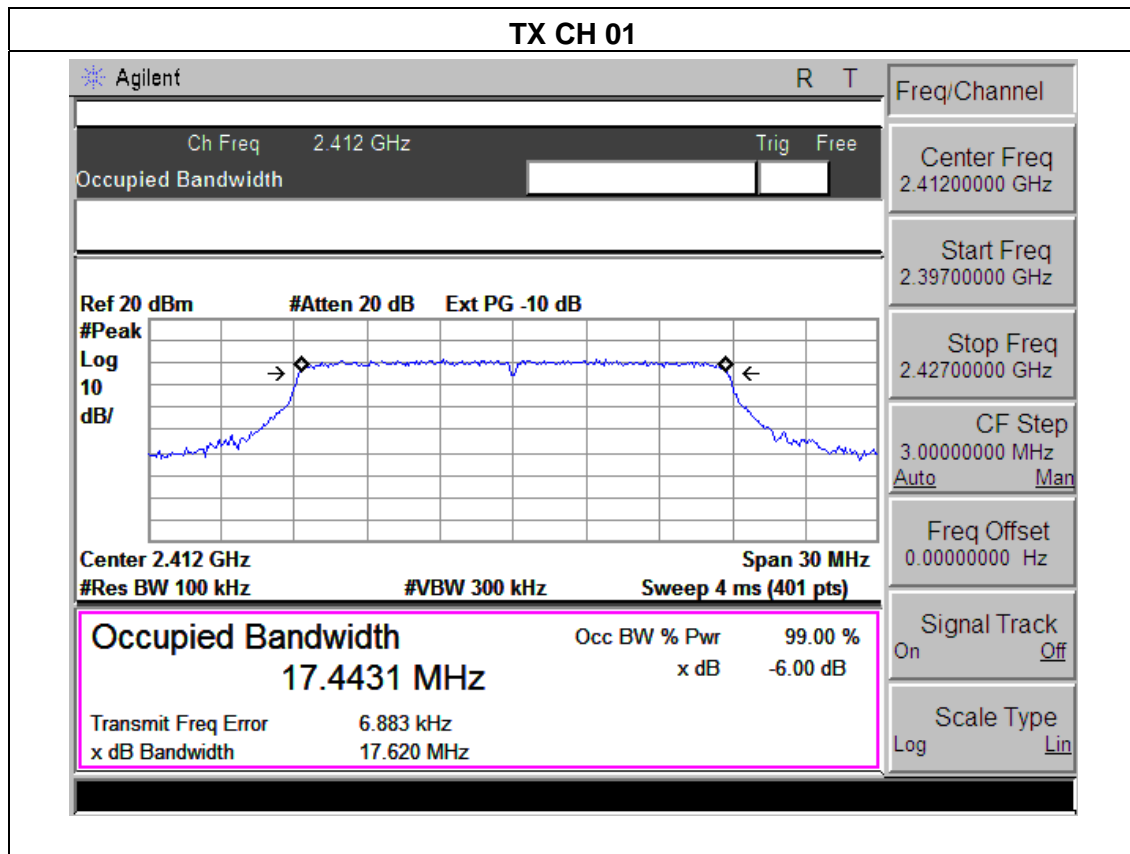 TX CH 01
Agilent R T
Ch Freq 2.412 GHz Trig Free
Occupied Bandwidth
Ref 20 dBm #Atten 20 dB Ext PG -10 dB
#Peak
Log
10
dB/
Center 2.412 GHz Span 30 MHz
#Res BW 100 kHz #VBW 300 kHz Sweep 4 ms (401 pts)
Occupied Bandwidth
17.4431 MHz
Occ BW % Pwr 99.00 %
x dB -6.00 dB
Transmit Freq Error 6.883 kHz
x dB Bandwidth 17.620 MHz
Freq/Channel
Center Freq
2.41200000 GHz
Start Freq
2.39700000 GHz
Stop Freq
2.42700000 GHz
CF Step
3.00000000 MHz
Auto Man
Freq Offset
0.00000000 Hz
Signal Track
On Off
Scale Type
Log Lin